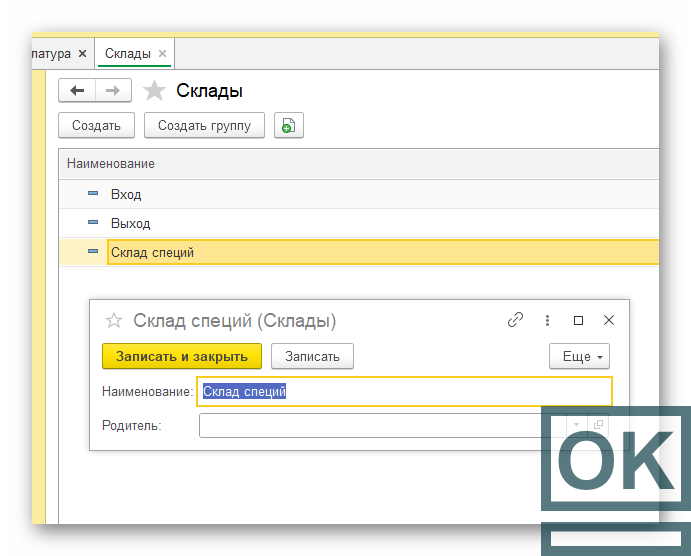 латура × Склады ×
Склады
Создать Создать группу
Наименование
Вход
Выход
Склад специй
Склад специй (Склады)
Записать и закрыть Записать Еще
Наименование: Склад специй
Родитель:
OK